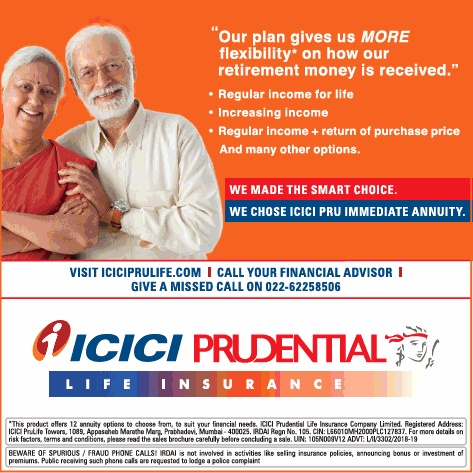 “Our plan gives us MORE
flexibility* on how our
retirement money is received.”
• Regular income for life
• Increasing income
• Regular income + return of purchase price
And many other options.
WE MADE THE SMART CHOICE.
WE CHOSE ICICI PRU IMMEDIATE ANNUITY.
VISIT ICICIPRULIFE.COM | CALL YOUR FINANCIAL ADVISOR |
GIVE A MISSED CALL ON 022-62258506
ICICI PRUDENTIAL
LIFE INSURANCE
*This product offers 12 annuity options to choose from, to suit your financial needs. ICICI Prudential Life Insurance Company Limited. Registered Address:
ICICI PruLife Towers, 1089, Appasaheb Marathe Marg, Prabhadevi, Mumbai - 400025. IRDAI Regn No. 105. CIN: L66010MH2000PLC127837. For more details on
risk factors, terms and conditions, please read the sales brochure carefully before concluding a sale. UIN: 105N009V12 ADVT: L/II/3302/2018-19
BEWARE OF SPURIOUS / FRAUD PHONE CALLS! IRDAI is not involved in activities like selling insurance policies, announcing bonus or investment of
premiums. Public receiving such phone calls are requested to lodge a police complaint